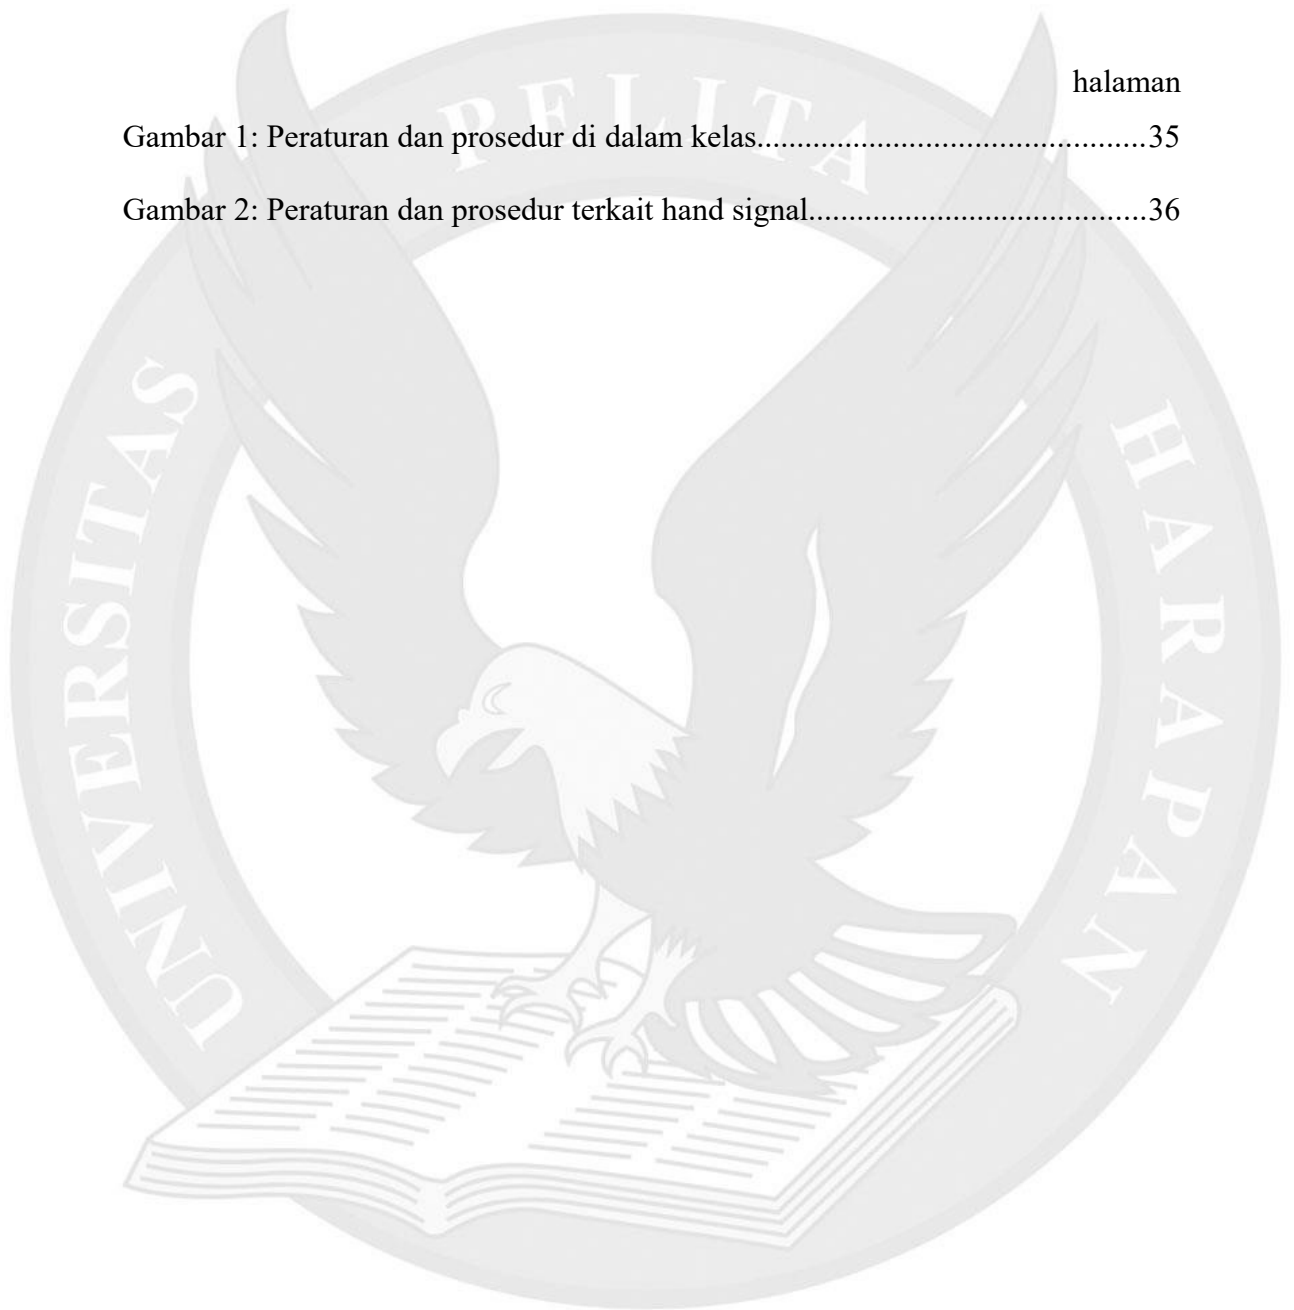 halaman
Gambar 1: Peraturan dan prosedur di dalam kelas................................................35
Gambar 2: Peraturan dan prosedur terkait hand signal..........................................36
UNIVERSITAS PELITA HARAPAN